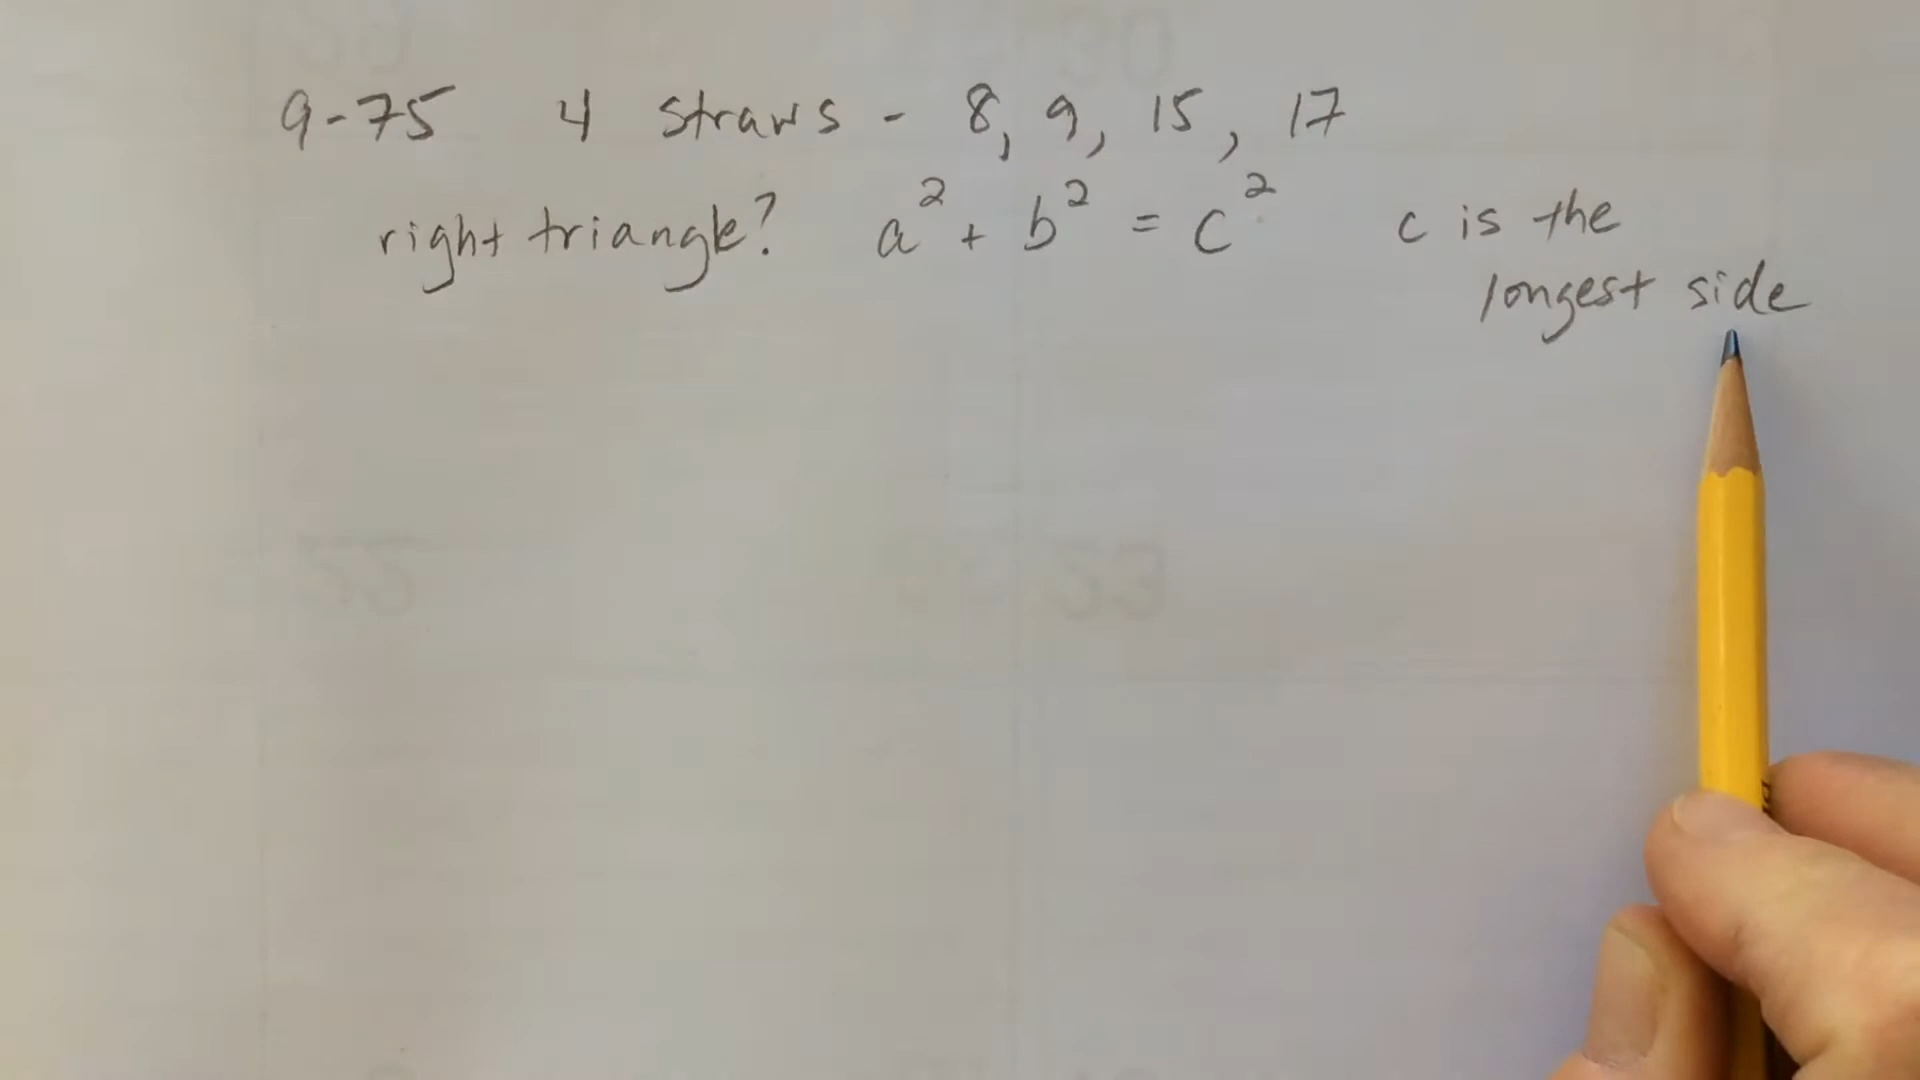 9-75 4 straws - 8, 9, 15, 17
right triangle? a² + b² = c² c is the
longest side